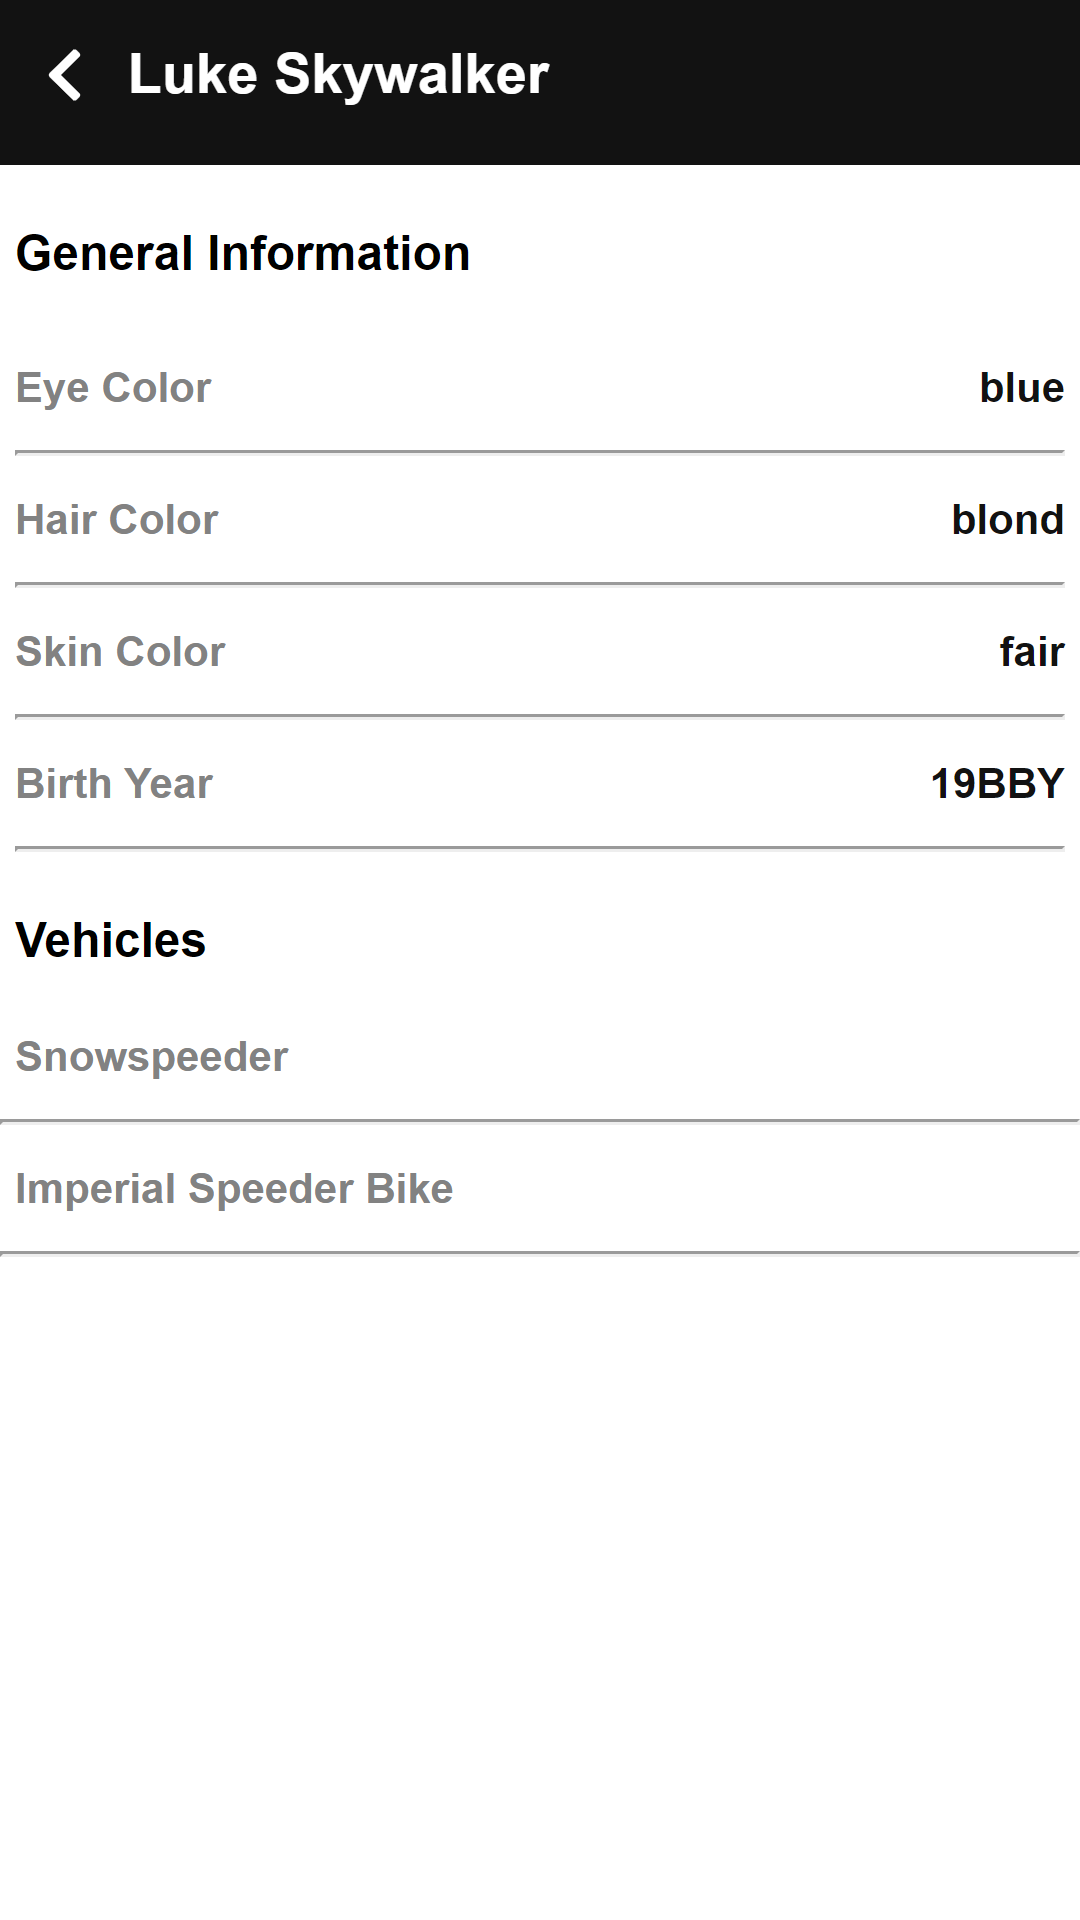 Luke Skywalker
General Information
Eye Color blue
Hair Color blond
Skin Color fair
Birth Year 19BBY
Vehicles
Snowspeeder
Imperial Speeder Bike